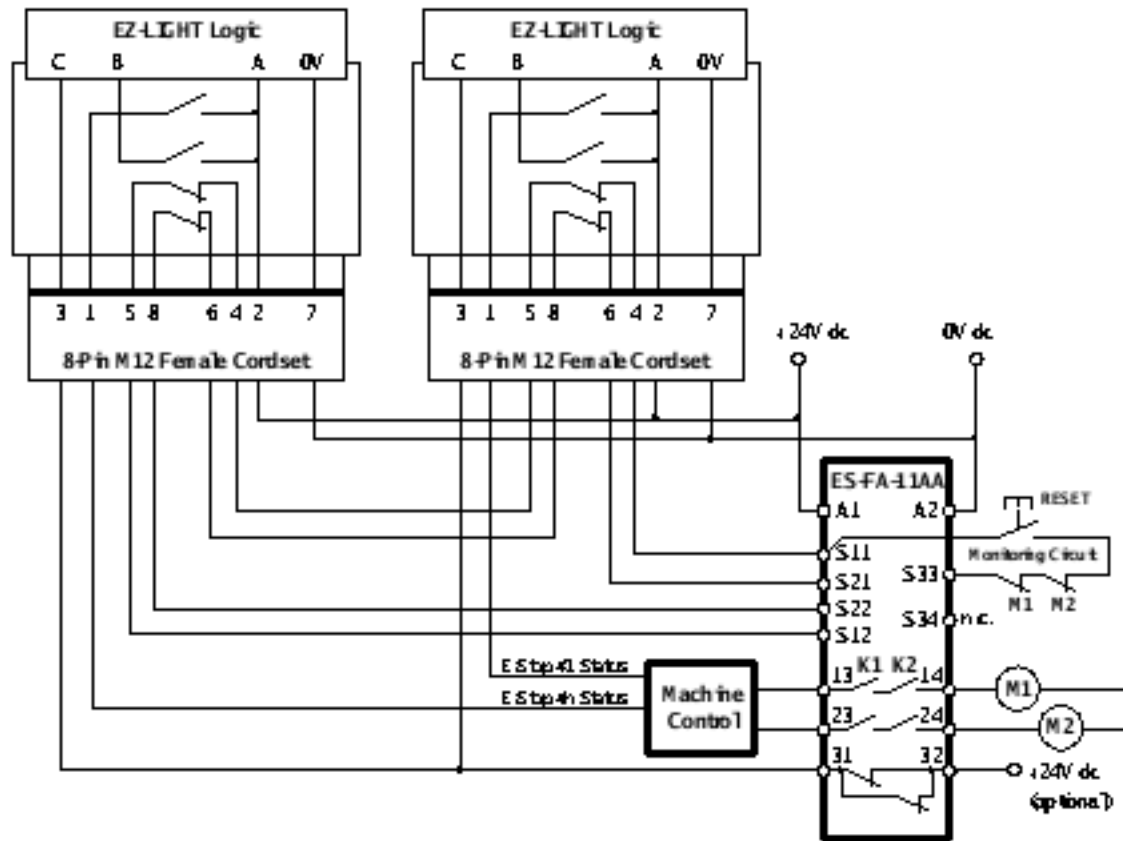 EZ-LIGHT Logic
C B A 0V
3 1 5 8 6 4 2 7
8-Pin M12 Female Cordset
EZ-LIGHT Logic
C B A 0V
3 1 5 8 6 4 2 7
8-Pin M12 Female Cordset
+24V dc
0V dc
ES-FA-11AA
A1 A2
RESET
S11
Monitoring Circuit
S21
S33
M1 M2
S22
S34 n.c.
S12
E-Stop #1 Status
E-Stop #n Status
Machine
Control
13 K1 K2 14
M1
23 24
M2
31 32
+24V dc
(optional)